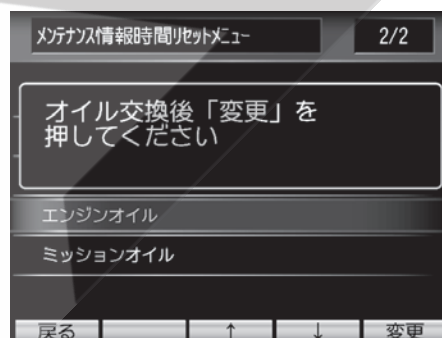 メンテナンス情報時間リセットメニュー
2/2
オイル交換後「変更」を
押してください
エンジンオイル
ミッションオイル
戻る ↑ ↓ 変更